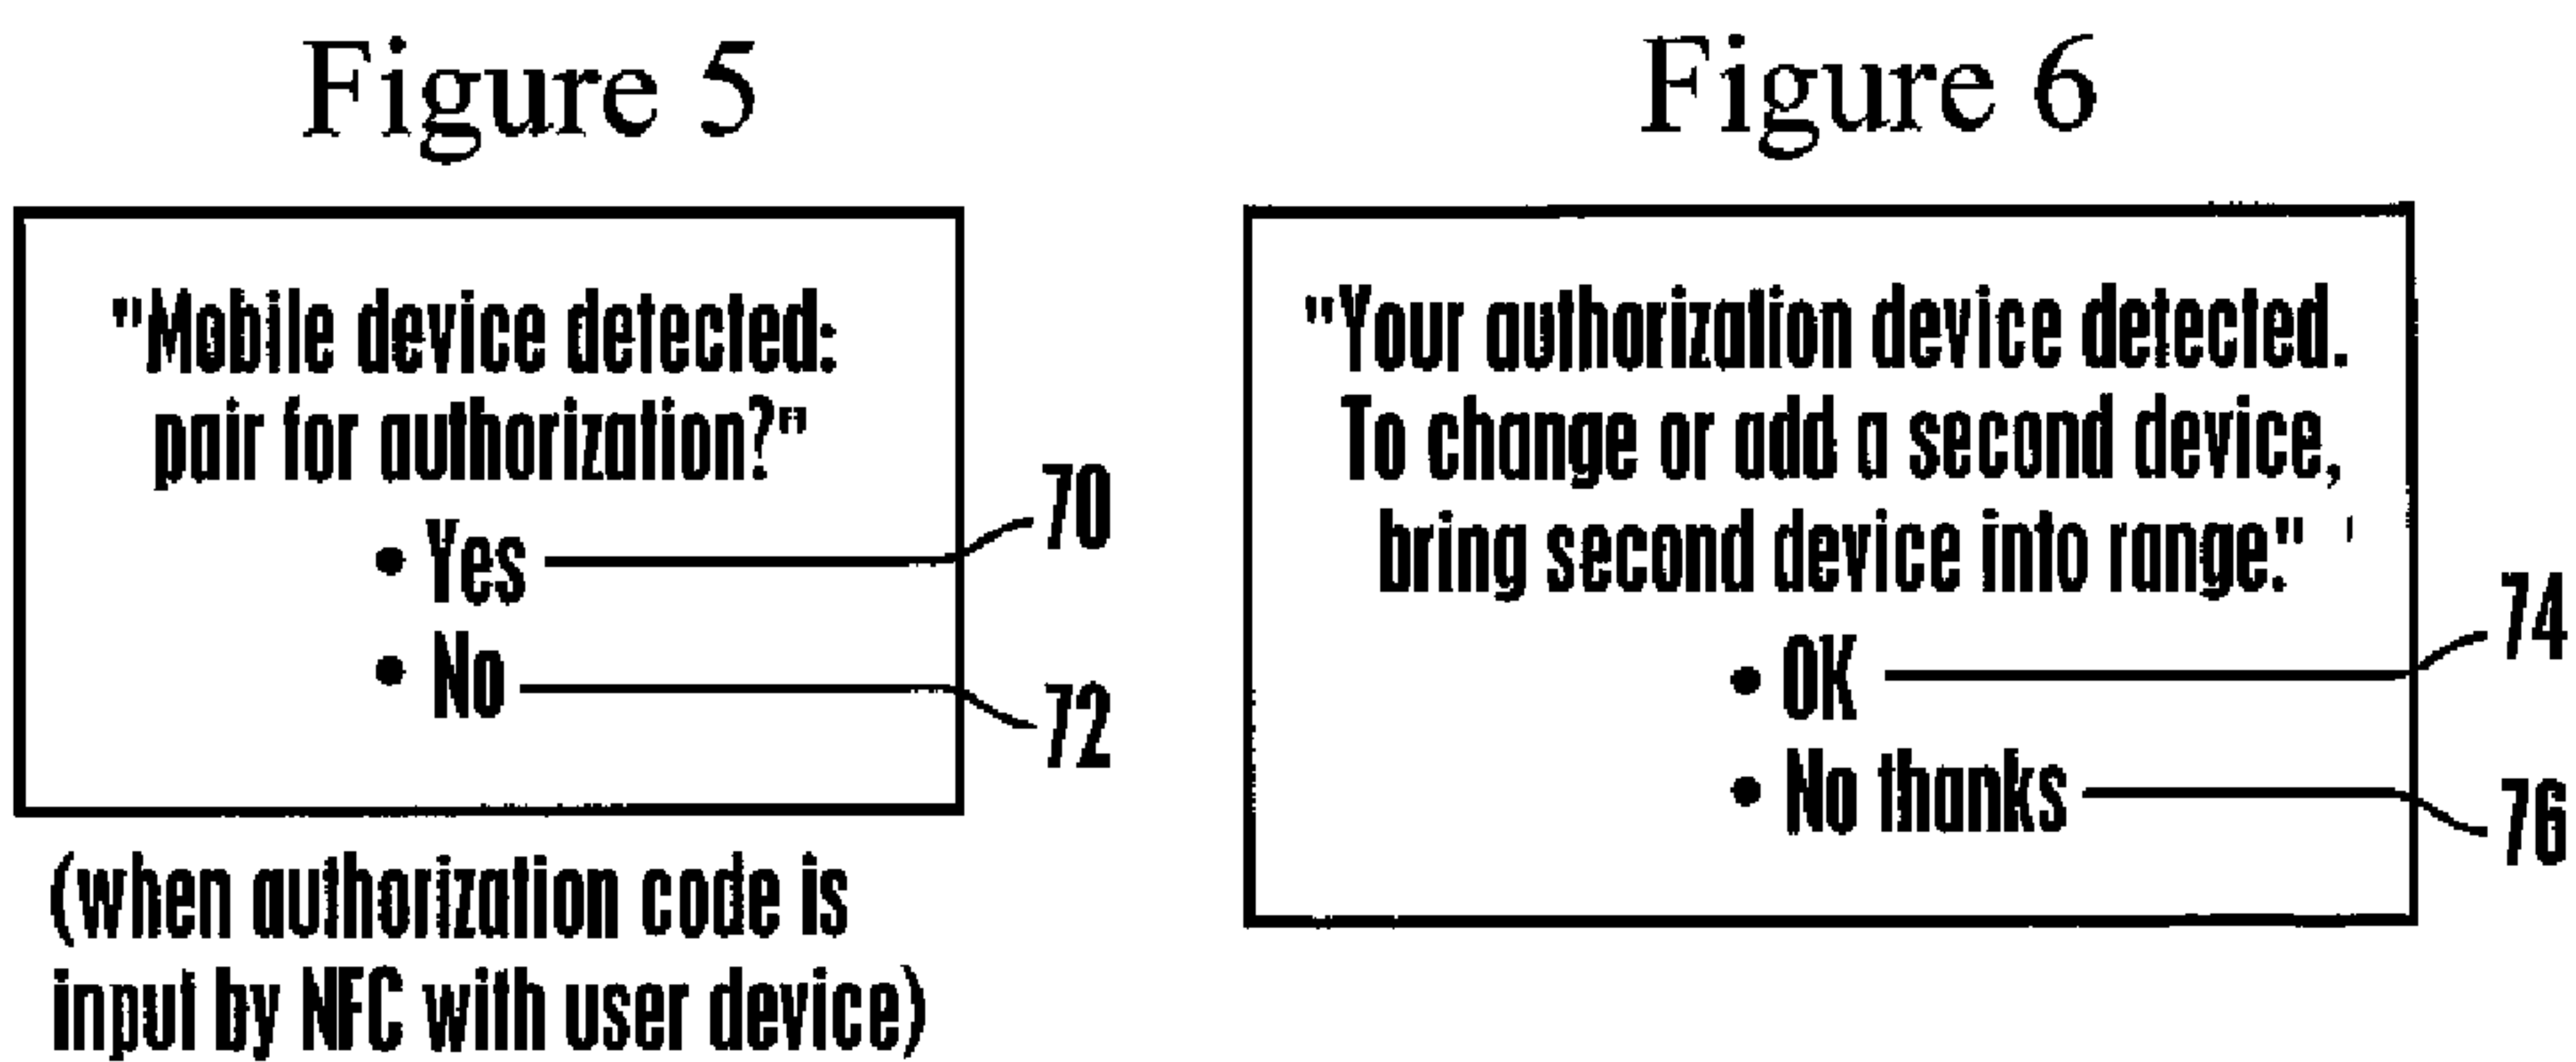 Figure 5
"Mobile device detected:
pair for authorization?"
• Yes
70
• No
72
(when authorization code is
input by NFC with user device)
Figure 6
"Your authorization device detected.
To change or add a second device,
bring second device into range."
• OK
74
• No thanks
76